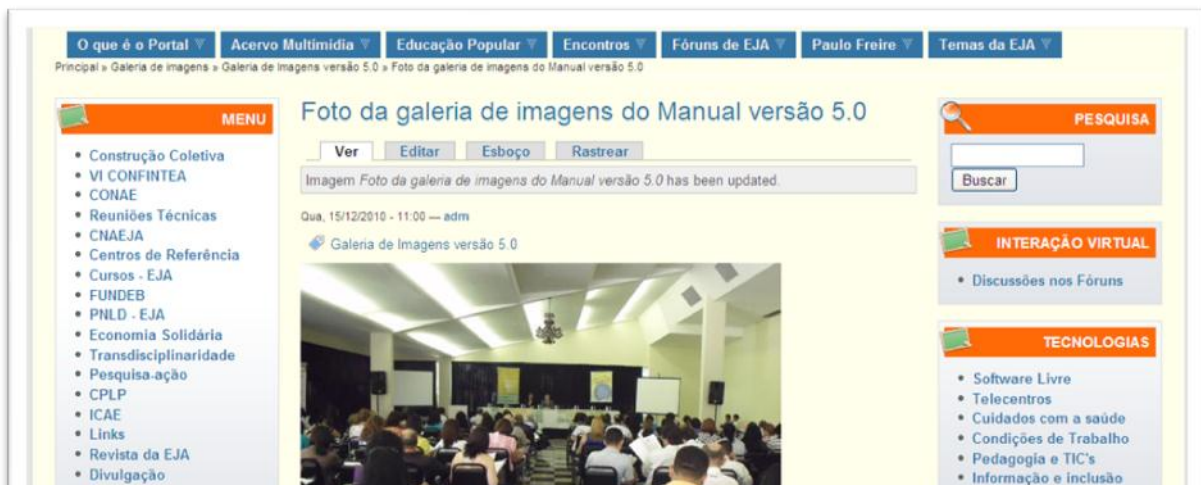 O que é o Portal Acervo Multimídia Educação Popular Encontros Fóruns de EJA Paulo Freire Temas da EJA
Principal » Galeria de imagens » Galeria de Imagens versão 5.0 » Foto da galeria de imagens do Manual versão 5.0
MENU
• Construção Coletiva
• VI CONFINTEA
• CONAE
• Reuniões Técnicas
• CNAEJA
• Centros de Referência
• Cursos - EJA
• FUNDEB
• PNLD - EJA
• Economia Solidária
• Transdisciplinaridade
• Pesquisa-ação
• CPLP
• ICAE
• Links
• Revista da EJA
• Divulgação
Foto da galeria de imagens do Manual versão 5.0
Ver Editar Esboço Rastrear
Imagem Foto da galeria de imagens do Manual versão 5.0 has been updated.
Qua, 15/12/2010 - 11:00 — adm
Galeria de Imagens versão 5.0
PESQUISA
Buscar
INTERAÇÃO VIRTUAL
• Discussões nos Fóruns
TECNOLOGIAS
• Software Livre
• Telecentros
• Cuidados com a saúde
• Condições de Trabalho
• Pedagogia e TIC's
• Informação e inclusão